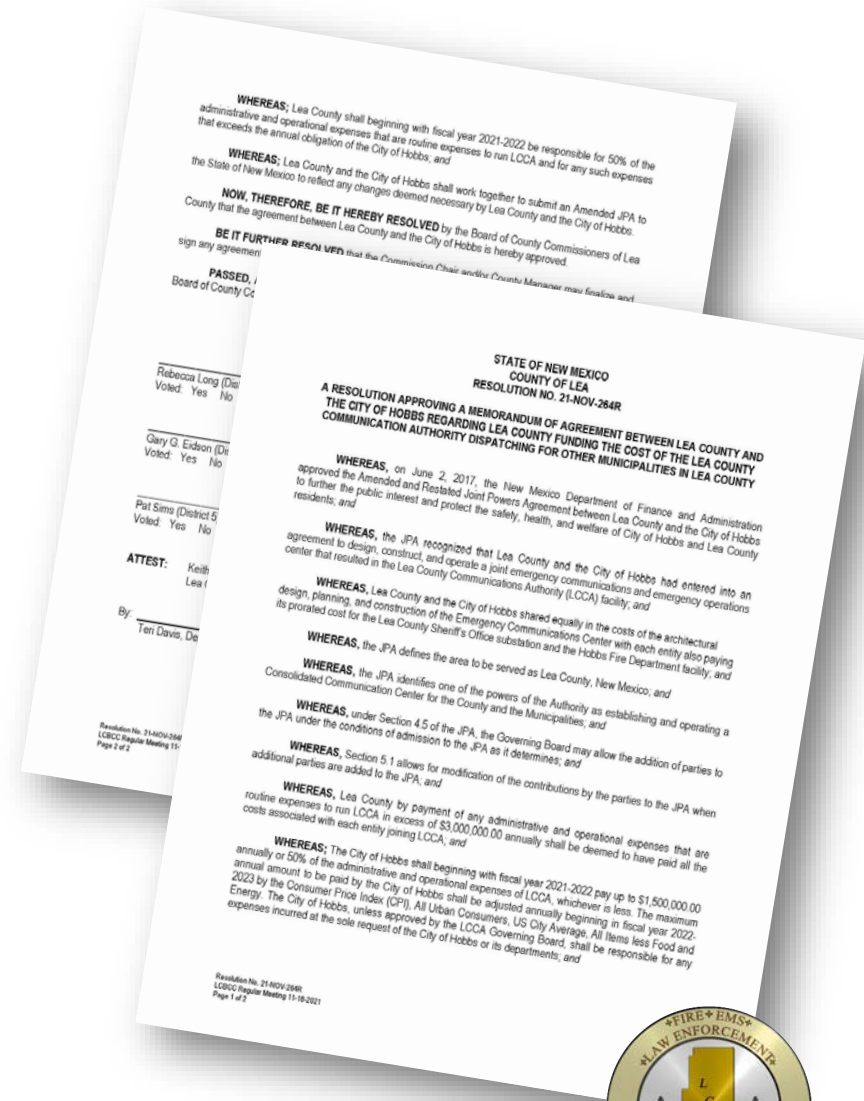 WHEREAS; Lea County shall beginning with fiscal year 2021-2022 be responsible for 50% of the
administrative and operational expenses that are routine expenses to run LCCA and for any such expenses
that exceeds the annual obligation of the City of Hobbs; and
WHEREAS; Lea County and the City of Hobbs shall work together to submit an Amended JPA to
the State of New Mexico to reflect any changes deemed necessary by Lea County and the City of Hobbs.
NOW, THEREFORE, BE IT HEREBY RESOLVED by the Board of County Commissioners of Lea
County that the agreement between Lea County and the City of Hobbs is hereby approved.
BE IT FURTHER RESOLVED that the Commission Chair and/or County Manager may finalize and
sign any agreement
PASSED,
Board of County
Rebecca Long
Voted: Yes No
Gary G. Eidson
Voted: Yes No
Pat Sims (District 5
Voted: Yes No
ATTEST: Keith
Lea
By:
Teri Davis,
Resolution No. 21-NOV-264
LCBCC Regular Meeting 11-
Page 2 of 2
STATE OF NEW MEXICO
COUNTY OF LEA
RESOLUTION NO. 21-NOV-264R
A RESOLUTION APPROVING A MEMORANDUM OF AGREEMENT BETWEEN LEA COUNTY AND
THE CITY OF HOBBS REGARDING LEA COUNTY FUNDING THE COST OF THE LEA COUNTY
COMMUNICATION AUTHORITY DISPATCHING FOR OTHER MUNICIPALITIES IN LEA COUNTY
WHEREAS, on June 2, 2017, the New Mexico Department of Finance and Administration
approved the Amended and Restated Joint Powers Agreement between Lea County and the City of Hobbs
to further the public interest and protect the safety, health, and welfare of City of Hobbs and Lea County
residents; and
WHEREAS, the JPA recognized that Lea County and the City of Hobbs had entered into an
agreement to design, construct, and operate a joint emergency communications and emergency operations
center that resulted in the Lea County Communications Authority (LCCA) facility; and
WHEREAS, Lea County and the City of Hobbs shared equally in the costs of the architectural
design, planning, and construction of the Emergency Communications Center with each entity also paying
its prorated cost for the Lea County Sheriff's Office substation and the Hobbs Fire Department facility; and
WHEREAS, the JPA defines the area to be served as Lea County, New Mexico; and
WHEREAS, the JPA identifies one of the powers of the Authority as establishing and operating a
Consolidated Communication Center for the County and the Municipalities; and
WHEREAS, under Section 4.5 of the JPA, the Governing Board may allow the addition of parties to
the JPA under the conditions of admission to the JPA as it determines; and
WHEREAS, Section 5.1 allows for modification of the contributions by the parties to the JPA when
additional parties are added to the JPA; and
WHEREAS, Lea County by payment of any administrative and operational expenses that are
routine expenses to run LCCA in excess of $3,000,000.00 annually shall be deemed to have paid all the
costs associated with each entity joining LCCA; and
WHEREAS; The City of Hobbs shall beginning with fiscal year 2021-2022 pay up to $1,500,000.00
annually or 50% of the administrative and operational expenses of LCCA, whichever is less. The maximum
annual amount to be paid by the City of Hobbs shall be adjusted annually beginning in fiscal year 2022-
2023 by the Consumer Price Index (CPI), All Urban Consumers, US City Average, All Items less Food and
Energy. The City of Hobbs, unless approved by the LCCA Governing Board, shall be responsible for any
expenses incurred at the sole request of the City of Hobbs or its departments; and
Resolution No. 21-NOV-264R
LCBCC Regular Meeting 11-18-2021
Page 1 of 2
FIRE EMS
LAW ENFORCEMENT
L
C